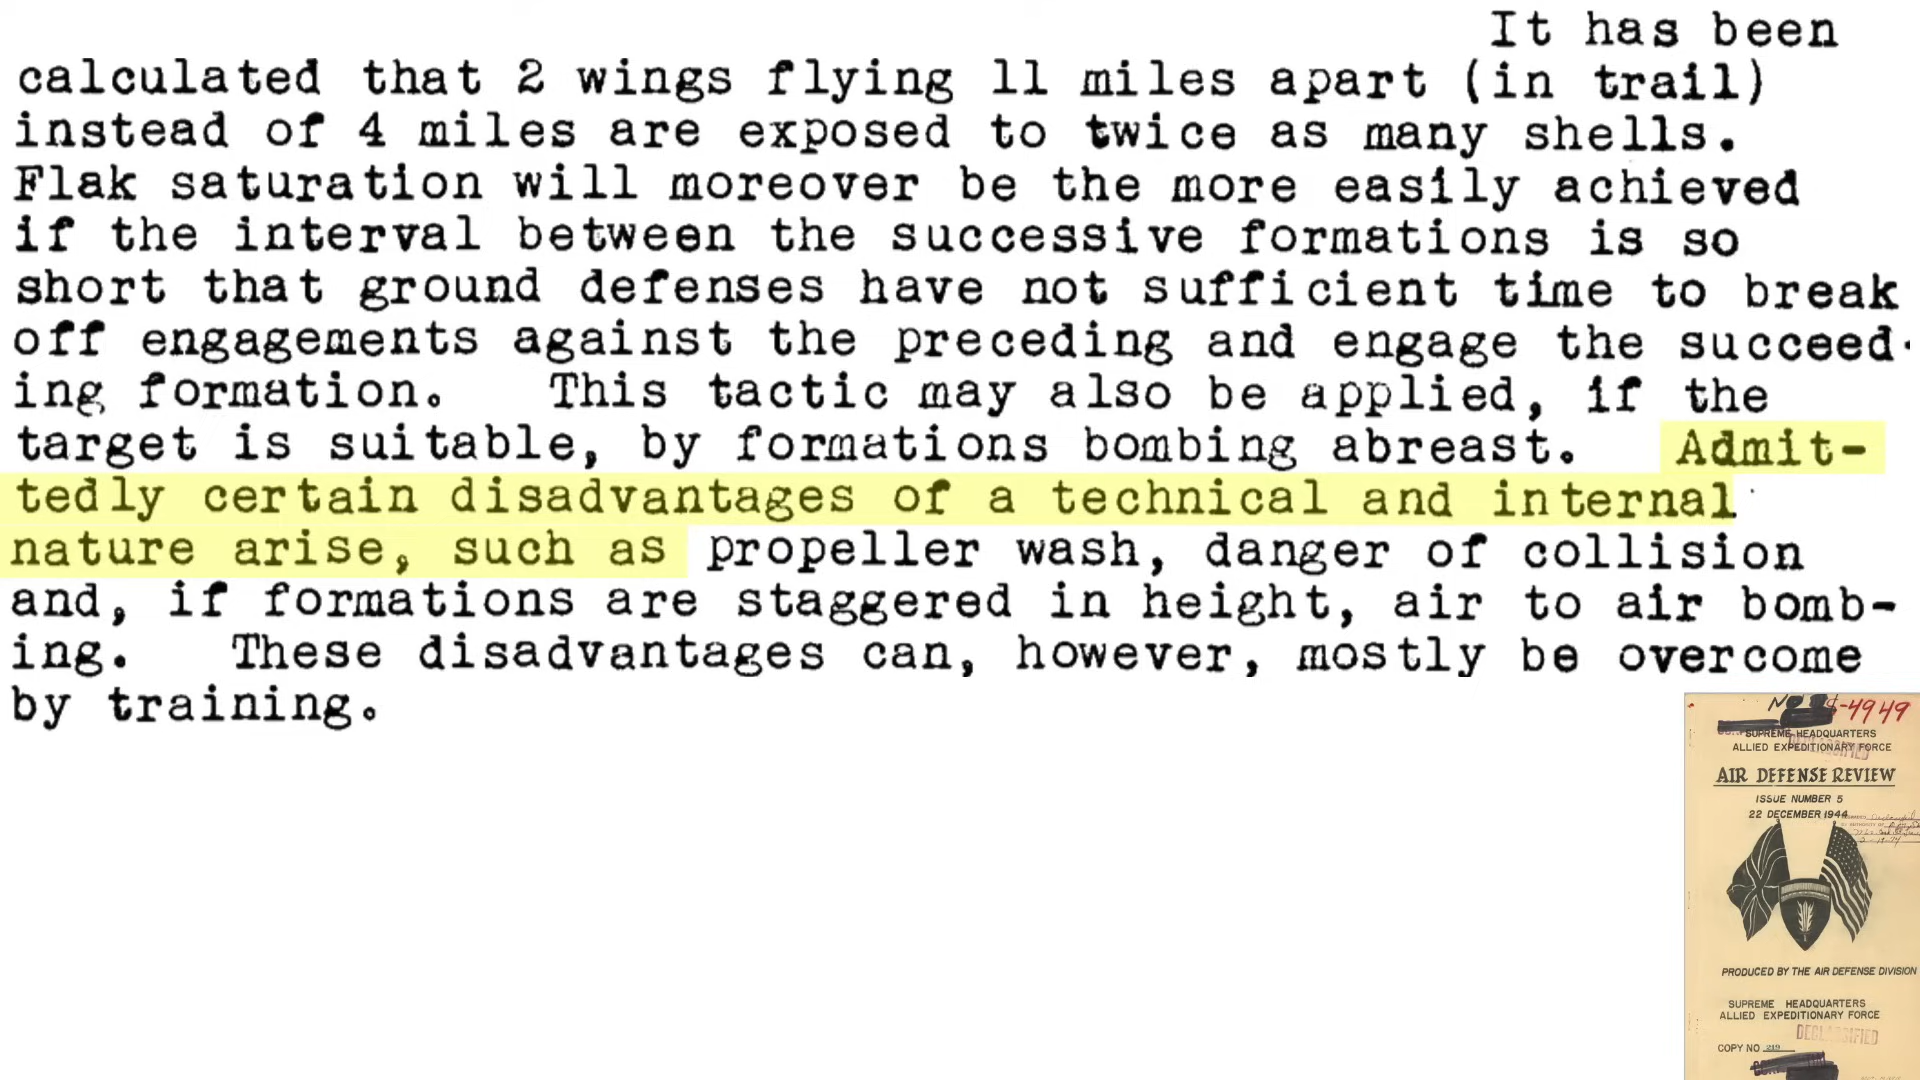 It has been
calculated that 2 wings flying 11 miles apart (in trail)
instead of 4 miles are exposed to twice as many shells.
Flak saturation will moreover be the more easily achieved
if the interval between the successive formations is so
short that ground defenses have not sufficient time to break
off engagements against the preceding and engage the succeed-
ing formation. This tactic may also be applied, if the
target is suitable, by formations bombing abreast. Admit-
tedly certain disadvantages of a technical and internal
nature arise, such as propeller wash, danger of collision
and, if formations are staggered in height, air to air bomb-
ing. These disadvantages can, however, mostly be overcome
by training.
-4949
SUPREME HEADQUARTERS
ALLIED EXPEDITIONARY FORCE
DECLASSIFIED
AIR DEFENSE REVIEW
ISSUE NUMBER 5
22 DECEMBER 1944
PRODUCED BY THE AIR DEFENSE DIVISION
SUPREME HEADQUARTERS
ALLIED EXPEDITIONARY FORCE
DECLASSIFIED
COPY NO 219